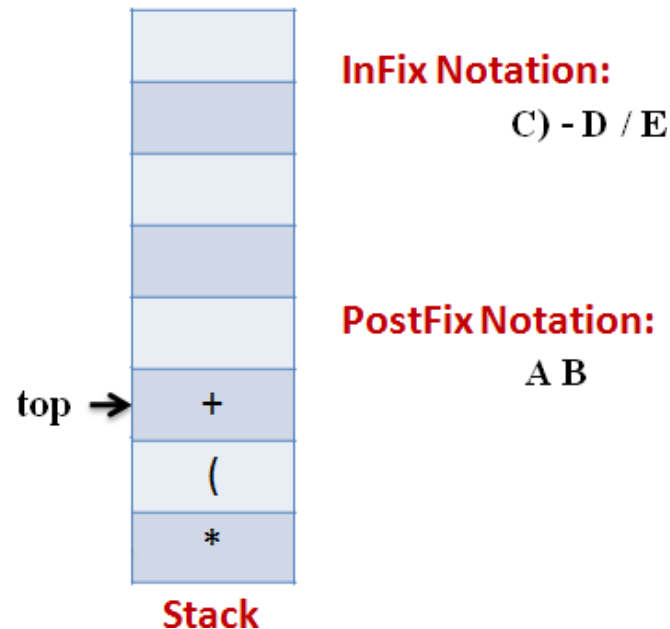 InFix Notation:
C) - D / E
PostFix Notation:
A B
top
+
(
*
Stack